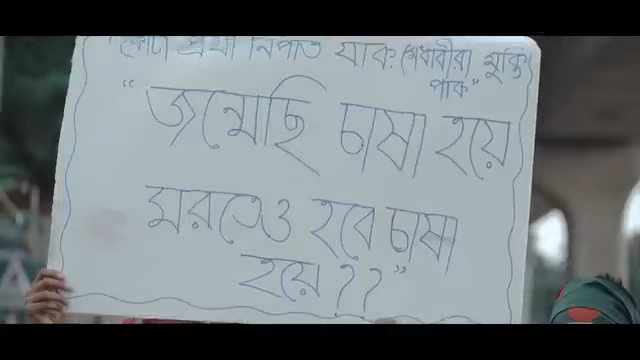 "কোটা প্রথা নিপাত যাক মেধাবীরা মুক্তি
পাক"
"জন্মেছি চাষা হয়ে
মরতেও হবে চাষা
হয়ে??"